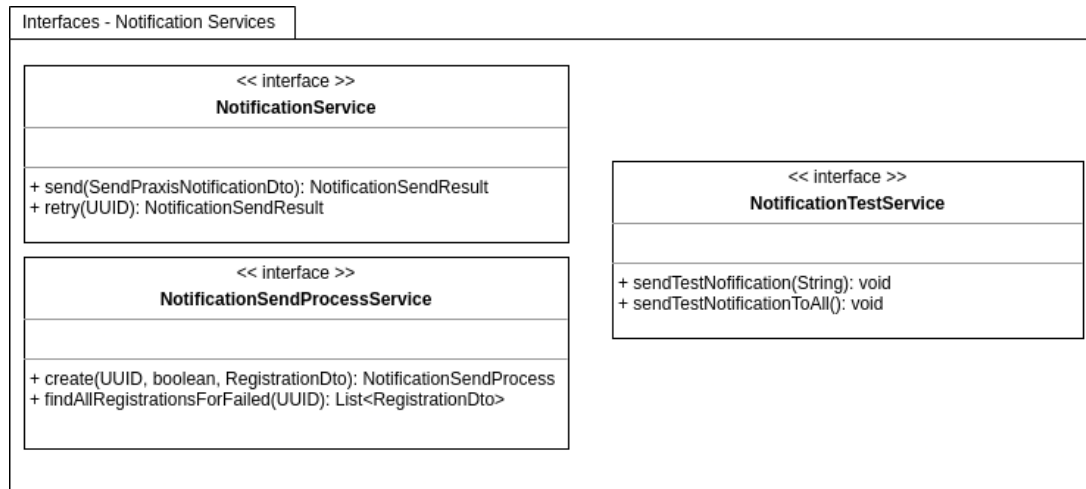 Interfaces - Notification Services
<< interface >>
NotificationService
+ send(SendPraxisNotificationDto): NotificationSendResult
+ retry(UUID): NotificationSendResult
<< interface >>
NotificationSendProcessService
+ create(UUID, boolean, RegistrationDto): NotificationSendProcess
+ findAllRegistrationsForFailed(UUID): List<RegistrationDto>
<< interface >>
NotificationTestService
+ sendTestNofification(String): void
+ sendTestNotificationToAll(): void